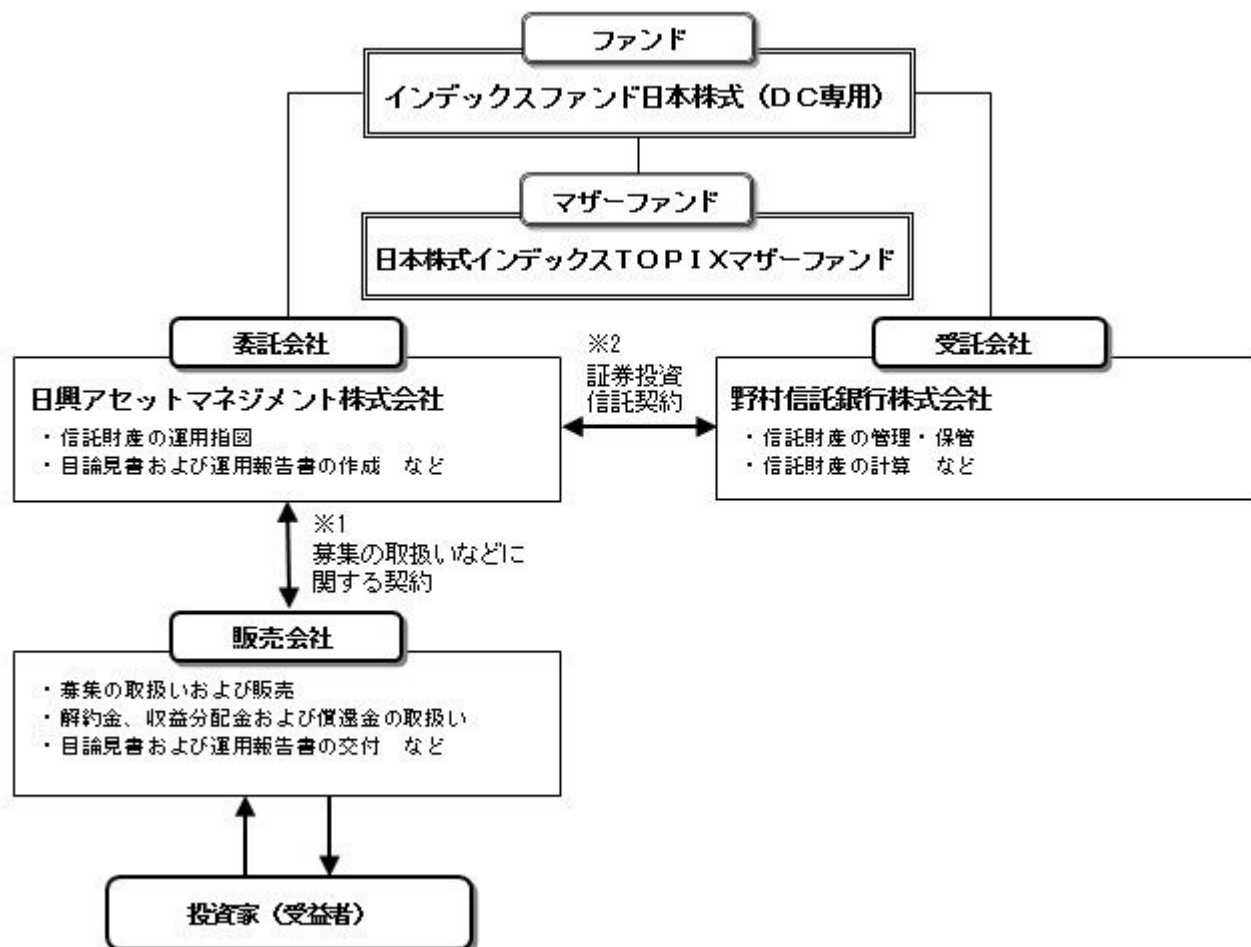 ファンド
インデックスファンド日本株式（ＤＣ専用）
マザーファンド
日本株式インデックスＴＯＰＩＸマザーファンド
委託会社
日興アセットマネジメント株式会社
・信託財産の運用指図
・目論見書および運用報告書の作成　など
※2
証券投資
信託契約
受託会社
野村信託銀行株式会社
・信託財産の管理・保管
・信託財産の計算　など
※1
募集の取扱いなどに
関する契約
販売会社
・募集の取扱いおよび販売
・解約金、収益分配金および償還金の取扱い
・目論見書および運用報告書の交付　など
投資家（受益者）